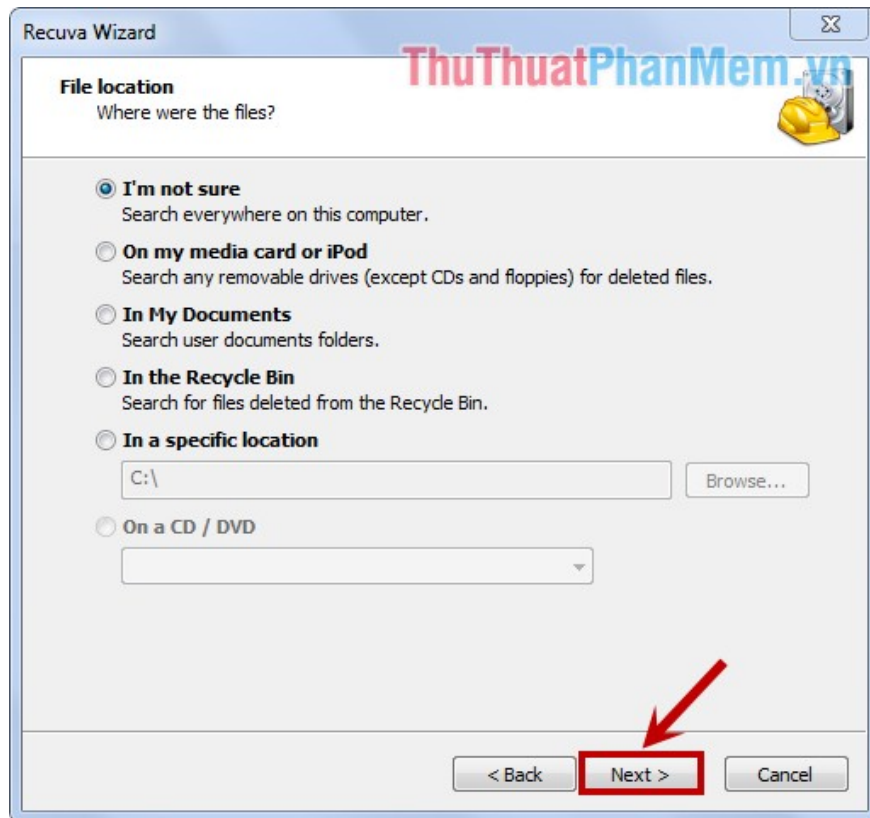 Recuva Wizard
ThuThuatPhanMem.vn
File location
Where were the files?
I'm not sure
Search everywhere on this computer.
On my media card or iPod
Search any removable drives (except CDs and floppies) for deleted files.
In My Documents
Search user documents folders.
In the Recycle Bin
Search for files deleted from the Recycle Bin.
In a specific location
C:\
Browse...
On a CD / DVD
< Back
Next >
Cancel